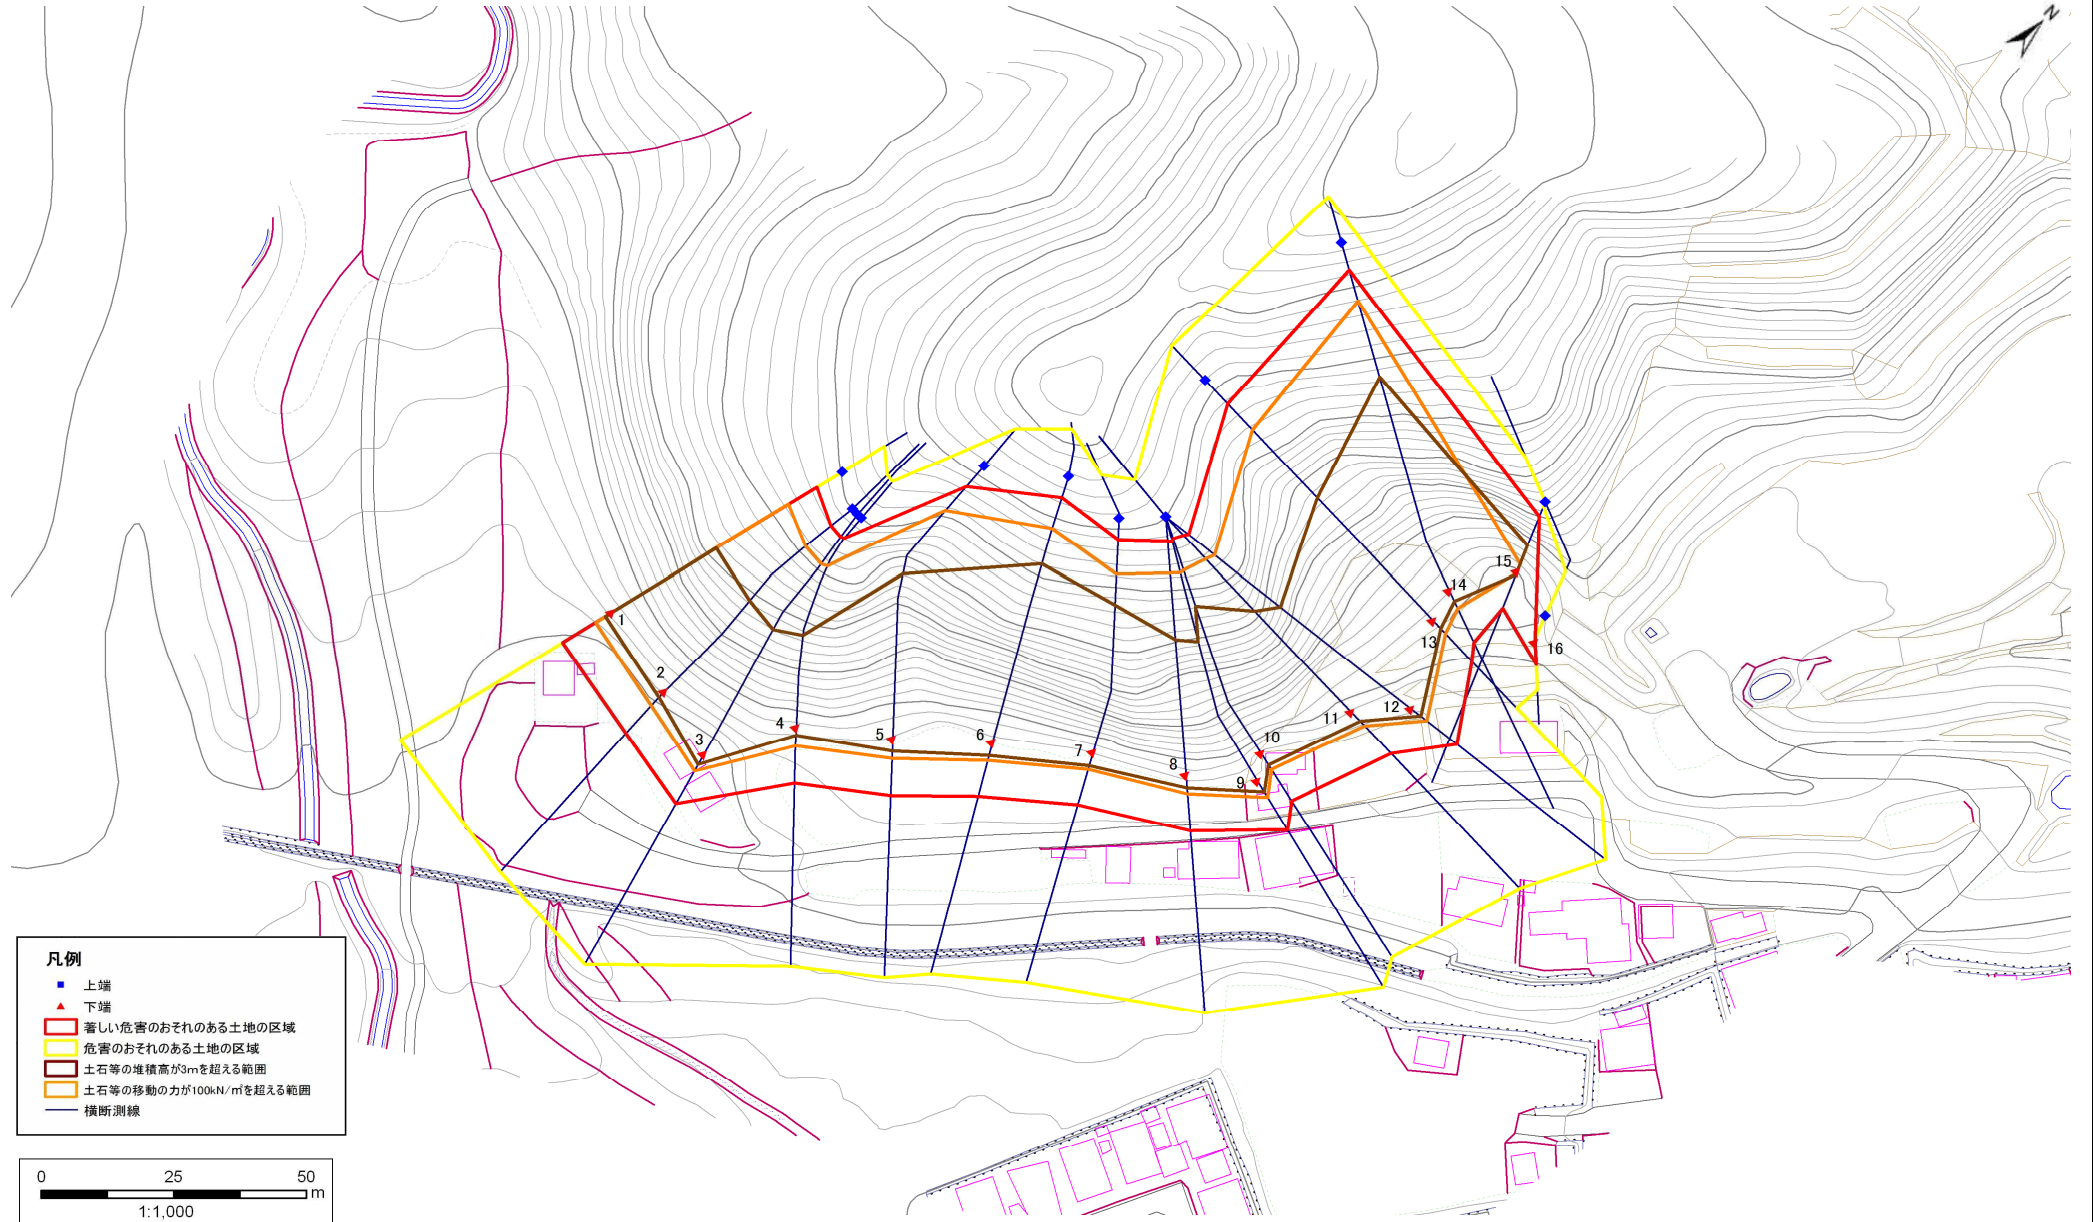 N
1
2
3
4
5
6
7
8
9
10
11
12
13
14
15
16
凡例
上端
下端
著しい危害のおそれのある土地の区域
危害のおそれのある土地の区域
土石等の堆積高が3mを超える範囲
土石等の移動の力が100kN/㎡を超える範囲
横断測線
0 25 50
m
1:1,000